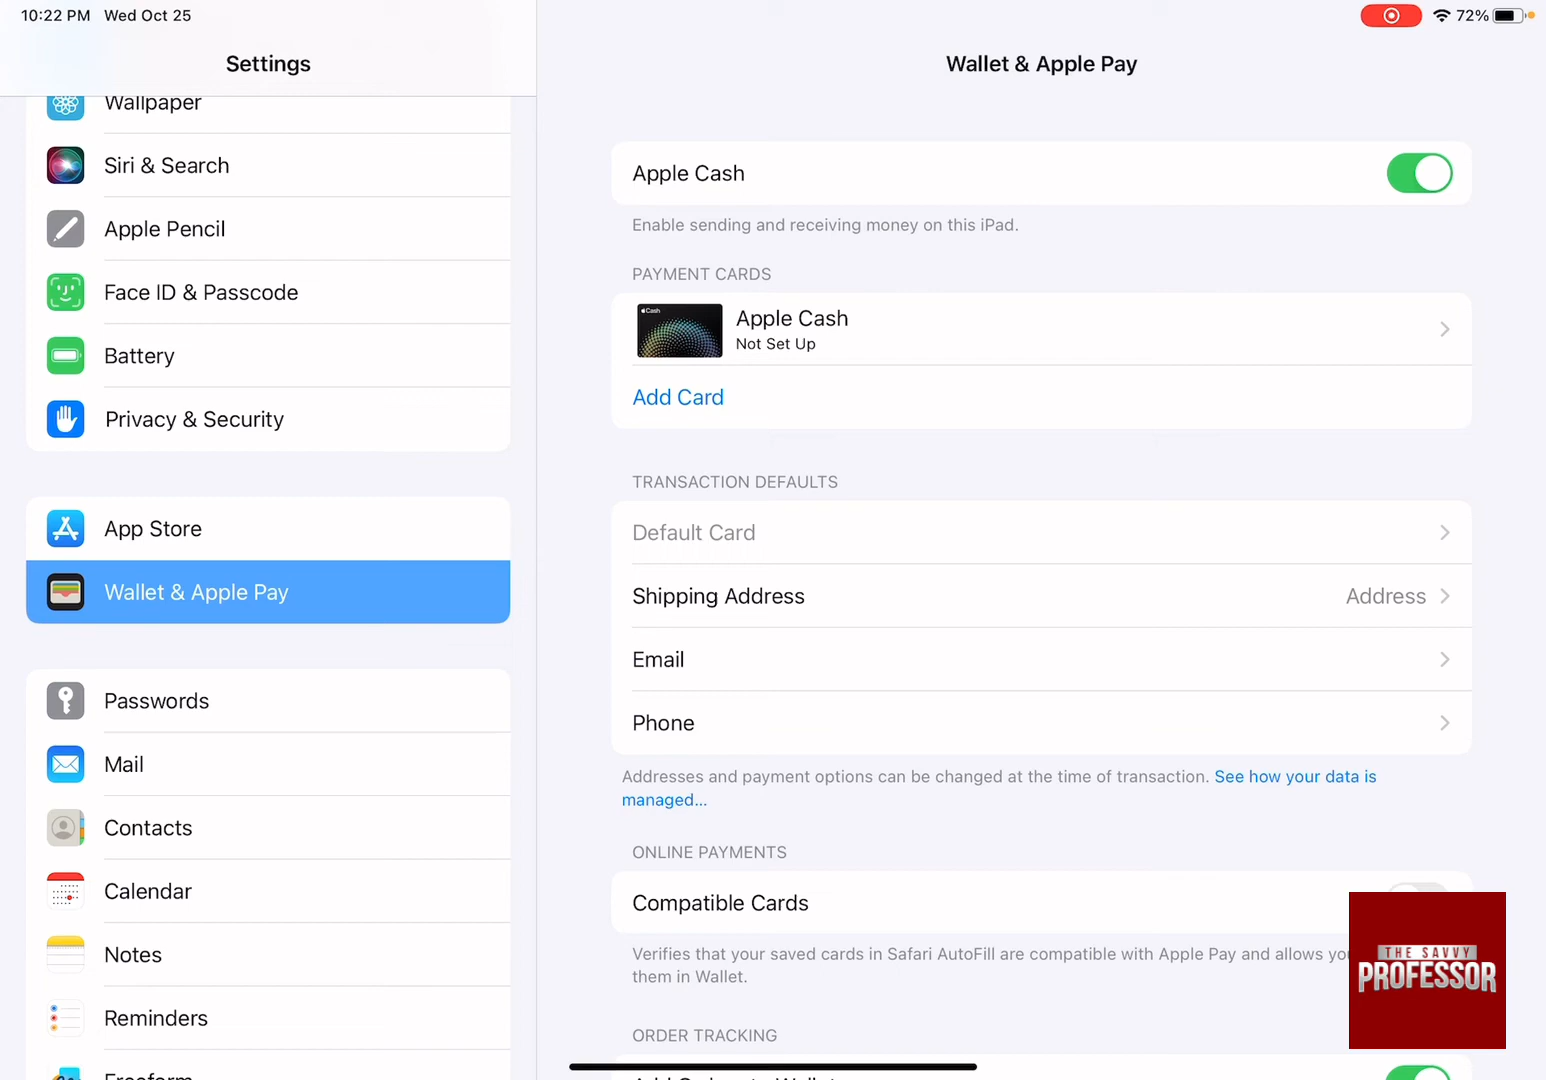 10:22 PM Wed Oct 25
72%
Settings
Wallpaper
Siri & Search
Apple Pencil
Face ID & Passcode
Battery
Privacy & Security
App Store
Wallet & Apple Pay
Passwords
Mail
Contacts
Calendar
Notes
Reminders
Freeform
Wallet & Apple Pay
Apple Cash
Enable sending and receiving money on this iPad.
PAYMENT CARDS
Cash
Apple Cash
Not Set Up
Add Card
TRANSACTION DEFAULTS
Default Card
Shipping Address Address
Email
Phone
Addresses and payment options can be changed at the time of transaction. See how your data is
managed...
ONLINE PAYMENTS
Compatible Cards
Verifies that your saved cards in Safari AutoFill are compatible with Apple Pay and allows
them in Wallet.
ORDER TRACKING
THE SAVVY
PROFESSOR